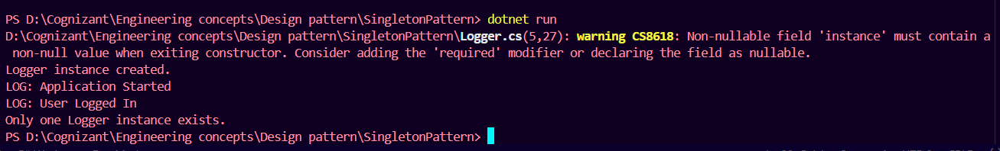 PS D:\Cognizant\Engineering concepts\Design pattern\SingletonPattern> dotnet run
D:\Cognizant\Engineering concepts\Design pattern\SingletonPattern\Logger.cs(5,27): warning CS8618: Non-nullable field 'instance' must contain a
non-null value when exiting constructor. Consider adding the 'required' modifier or declaring the field as nullable.
Logger instance created.
LOG: Application Started
LOG: User Logged In
Only one Logger instance exists.
PS D:\Cognizant\Engineering concepts\Design pattern\SingletonPattern>